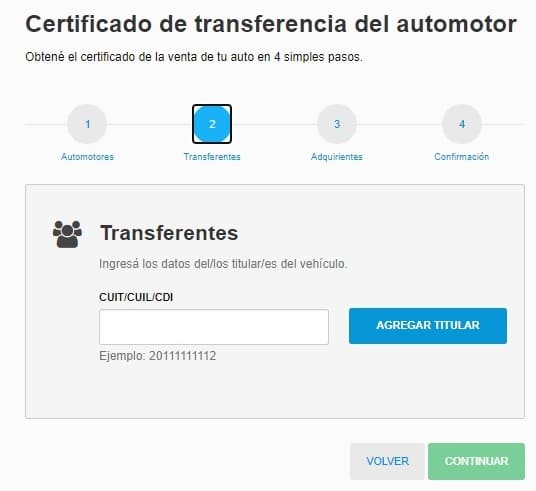 Certificado de transferencia del automotor
Obtené el certificado de la venta de tu auto en 4 simples pasos.
1 2 3 4
Automotores Transferentes Adquirientes Confirmación
Transferentes
Ingresá los datos del/los titular/es del vehículo.
CUIT/CUIL/CDI
AGREGAR TITULAR
Ejemplo: 20111111112
VOLVER CONTINUAR